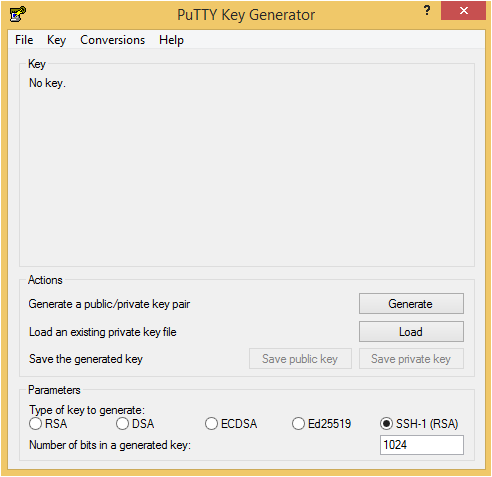 PuTTY Key Generator ?
File Key Conversions Help
Key
No key.
Actions
Generate a public/private key pair Generate
Load an existing private key file Load
Save the generated key Save public key Save private key
Parameters
Type of key to generate:
RSA DSA ECDSA Ed25519 SSH-1 (RSA)
Number of bits in a generated key: 1024